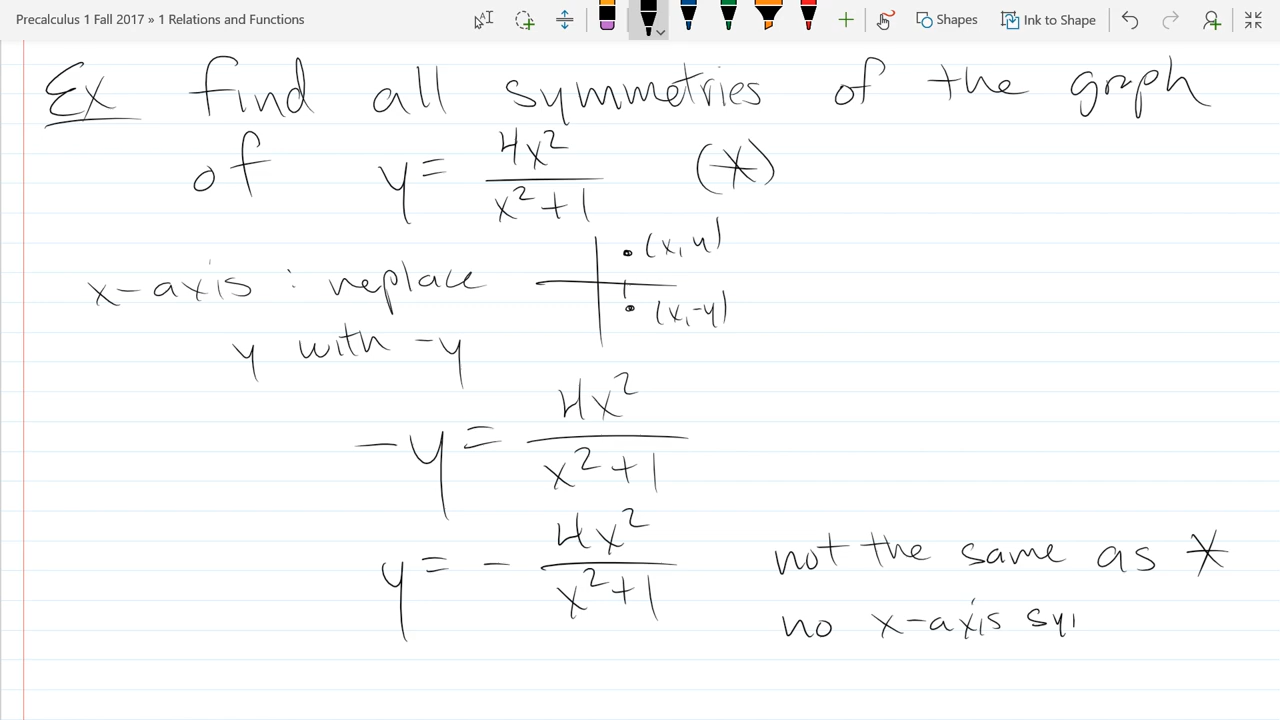 Precalculus 1 Fall 2017 » 1 Relations and Functions
Shapes
Ink to Shape
Ex find all symmetries of the graph
of y = 4x²/(x²+1) (*)
(x,y)
x-axis : replace
(x,-y)
y with -y
-y = 4x²/(x²+1)
y = - 4x²/(x²+1) not the same as *
no x-axis sy